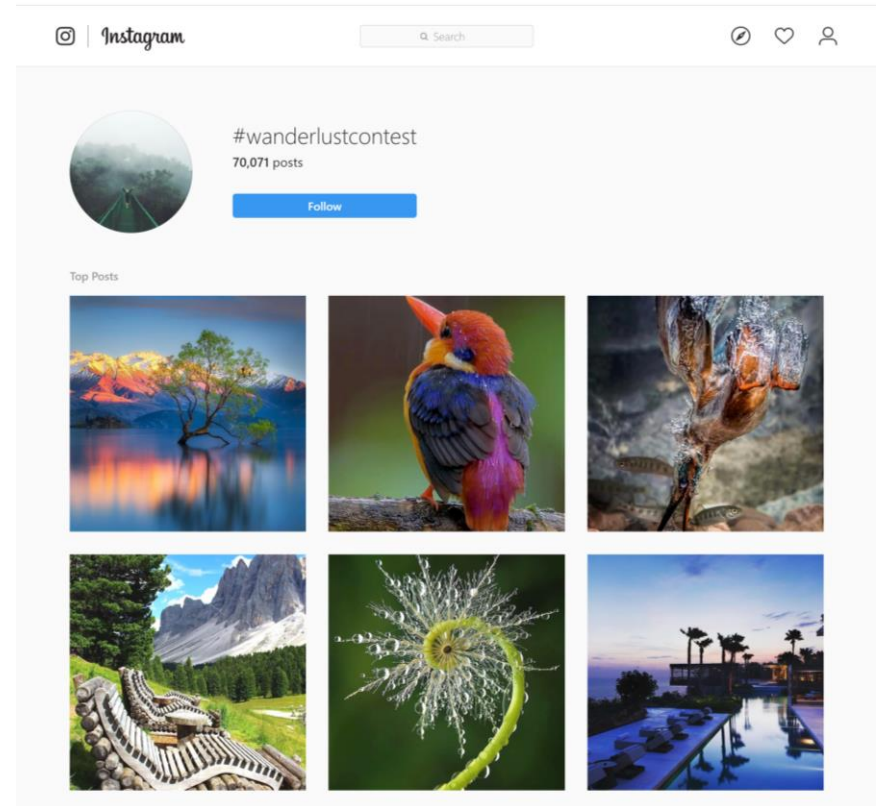 Instagram
Search
#wanderlustcontest
70,071 posts
Follow
Top Posts